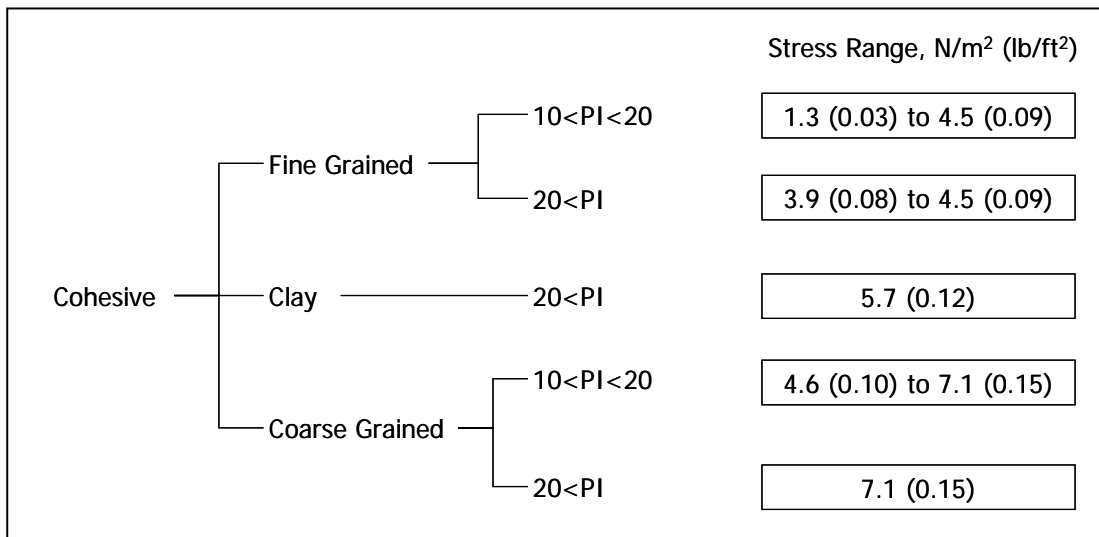 Stress Range, N/m² (lb/ft²)
10<PI<20
1.3 (0.03) to 4.5 (0.09)
Fine Grained
20<PI
3.9 (0.08) to 4.5 (0.09)
Cohesive
Clay
20<PI
5.7 (0.12)
10<PI<20
4.6 (0.10) to 7.1 (0.15)
Coarse Grained
20<PI
7.1 (0.15)